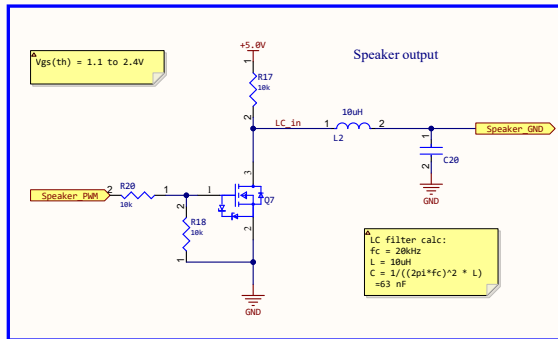 +5.0V
Speaker output
Vgs(th) = 1.1 to 2.4V
1
R17
10k
2
10uH
LC_in
1
2
L2
Speaker_GND
1
C20
2
GND
3
R20
Speaker_PWM
2
1
1
10k
Q7
2
R18
10k
2
1
GND
LC filter calc:
fc = 20kHz
L = 10uH
C = 1/((2pi*fc)^2 * L)
=63 nF